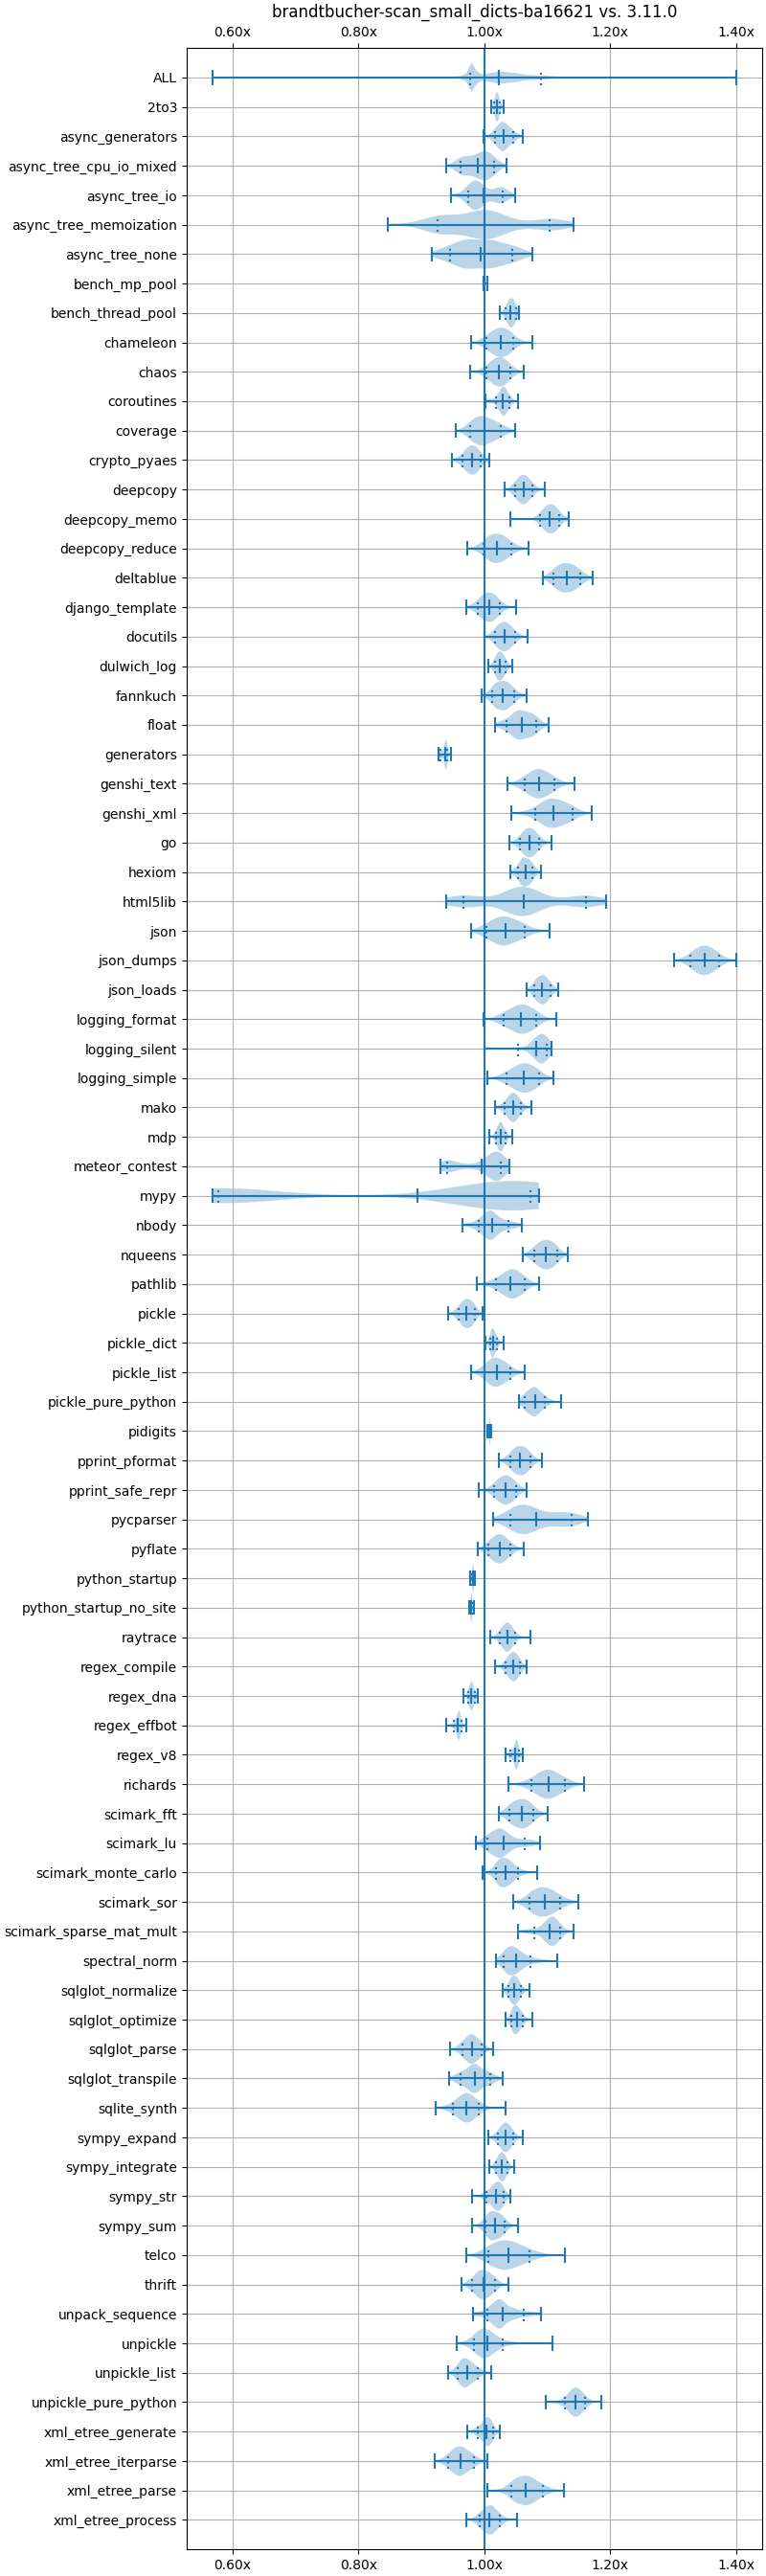 brandtbucher-scan_small_dicts-ba16621 vs. 3.11.0
0.60x 0.80x 1.00x 1.20x 1.40x
ALL
2to3
async_generators
async_tree_cpu_io_mixed
async_tree_io
async_tree_memoization
async_tree_none
bench_mp_pool
bench_thread_pool
chameleon
chaos
coroutines
coverage
crypto_pyaes
deepcopy
deepcopy_memo
deepcopy_reduce
deltablue
django_template
docutils
dulwich_log
fannkuch
float
generators
genshi_text
genshi_xml
go
hexiom
html5lib
json
json_dumps
json_loads
logging_format
logging_silent
logging_simple
mako
mdp
meteor_contest
mypy
nbody
nqueens
pathlib
pickle
pickle_dict
pickle_list
pickle_pure_python
pidigits
pprint_pformat
pprint_safe_repr
pycparser
pyflate
python_startup
python_startup_no_site
raytrace
regex_compile
regex_dna
regex_effbot
regex_v8
richards
scimark_fft
scimark_lu
scimark_monte_carlo
scimark_sor
scimark_sparse_mat_mult
spectral_norm
sqlglot_normalize
sqlglot_optimize
sqlglot_parse
sqlglot_transpile
sqlite_synth
sympy_expand
sympy_integrate
sympy_str
sympy_sum
telco
thrift
unpack_sequence
unpickle
unpickle_list
unpickle_pure_python
xml_etree_generate
xml_etree_iterparse
xml_etree_parse
xml_etree_process
0.60x 0.80x 1.00x 1.20x 1.40x